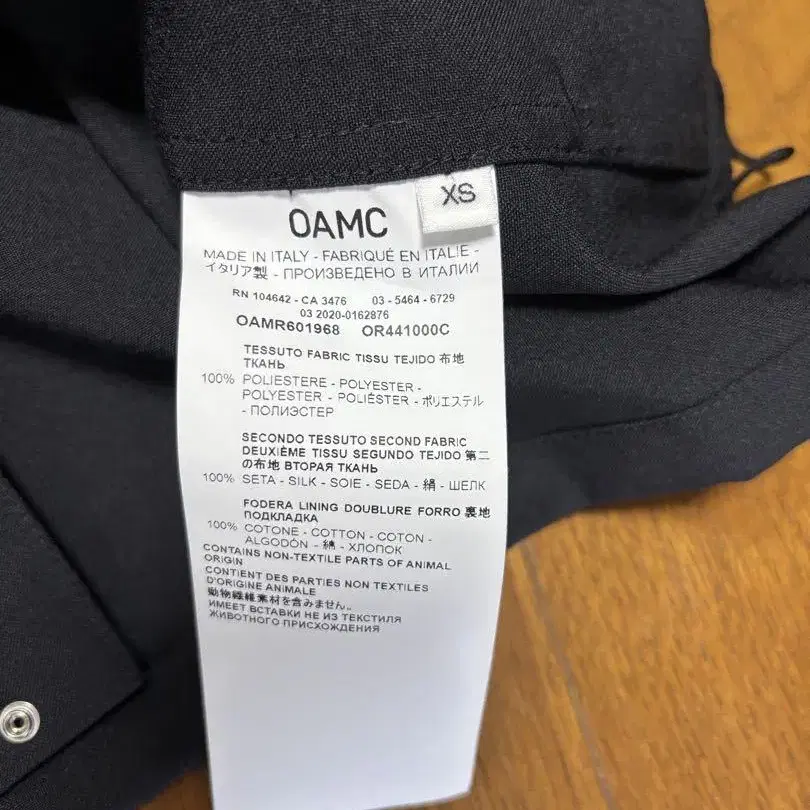 XS
OAMC
MADE IN ITALY - FABRIQUÉ EN ITALIE -
イタリア製 - ПРОИЗВЕДЕНО В ИТАЛИИ
RN 104642 - CA 3476 03 - 5464 - 6729
03 2020-0162876
OAMR601968 OR441000C
TESSUTO FABRIC TISSU TEJIDO 布地
ТКАНЬ
100% POLIESTERE - POLYESTER -
POLYESTER - POLIÉSTER - ポリエステル
- ПОЛИЭСТЕР
SECONDO TESSUTO SECOND FABRIC
DEUXIÈME TISSU SEGUNDO TEJIDO 第二
の布地 ВТОРАЯ ТКАНЬ
100% SETA - SILK - SOIE - SEDA - 絹 - ШЕЛК
FODERA LINING DOUBLURE FORRO 裏地
ПОДКЛАДКА
100% COTONE - COTTON - COTON -
ALGODÓN - 綿 - ХЛОПОК
CONTAINS NON-TEXTILE PARTS OF ANIMAL
ORIGIN
CONTIENT DES PARTIES NON TEXTILES
D'ORIGINE ANIMALE
動物繊維素材を含みません。
ИМЕЕТ ВСТАВКИ НЕ ИЗ ТЕКСТИЛЯ
ЖИВОТНОГО ПРИСХОЖДЕНИЯ